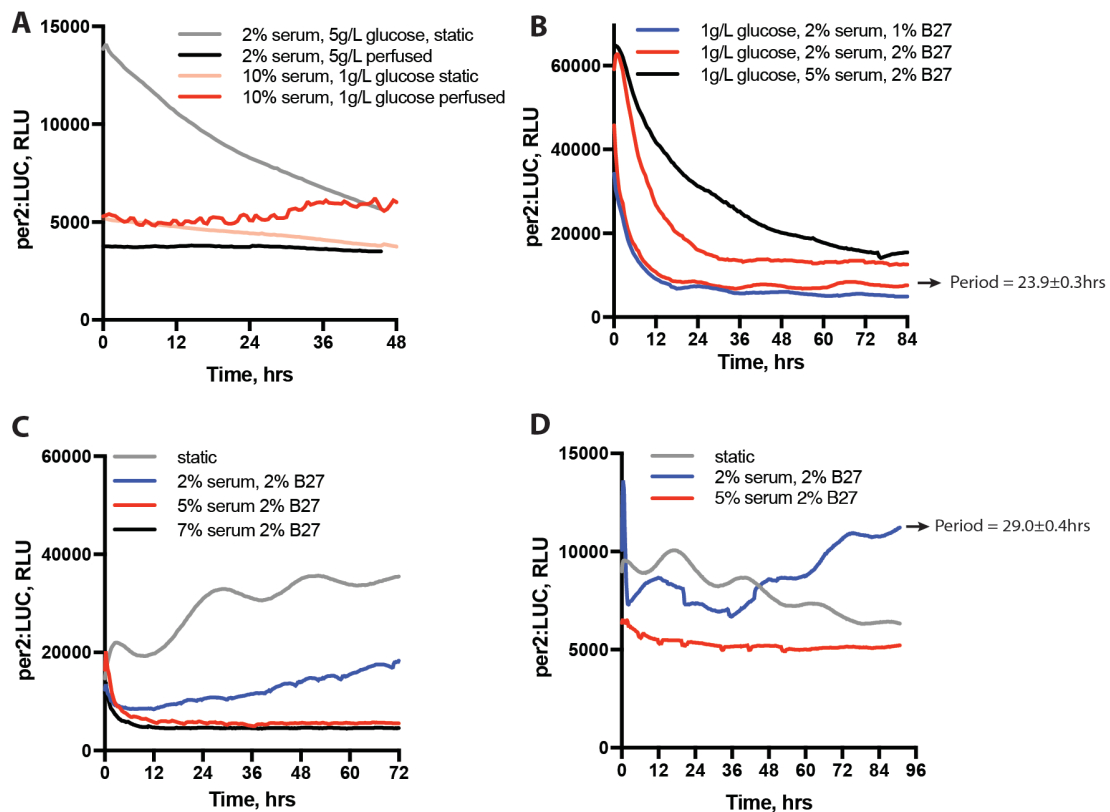 A
15000
10000
5000
0
per2:LUC, RLU
2% serum, 5g/L glucose, static
2% serum, 5g/L perfused
10% serum, 1g/L glucose static
10% serum, 1g/L glucose perfused
0 12 24 36 48
Time, hrs
B
60000
40000
20000
0
per2:LUC, RLU
1g/L glucose, 2% serum, 1% B27
1g/L glucose, 2% serum, 2% B27
1g/L glucose, 5% serum, 2% B27
Period = 23.9±0.3hrs
0 12 24 36 48 60 72 84
Time, hrs
C
60000
40000
20000
0
per2:LUC, RLU
static
2% serum, 2% B27
5% serum 2% B27
7% serum 2% B27
0 12 24 36 48 60 72
Time, hrs
D
15000
10000
5000
0
per2:LUC, RLU
static
2% serum, 2% B27
5% serum 2% B27
Period = 29.0±0.4hrs
0 12 24 36 48 60 72 84 96
Time, hrs